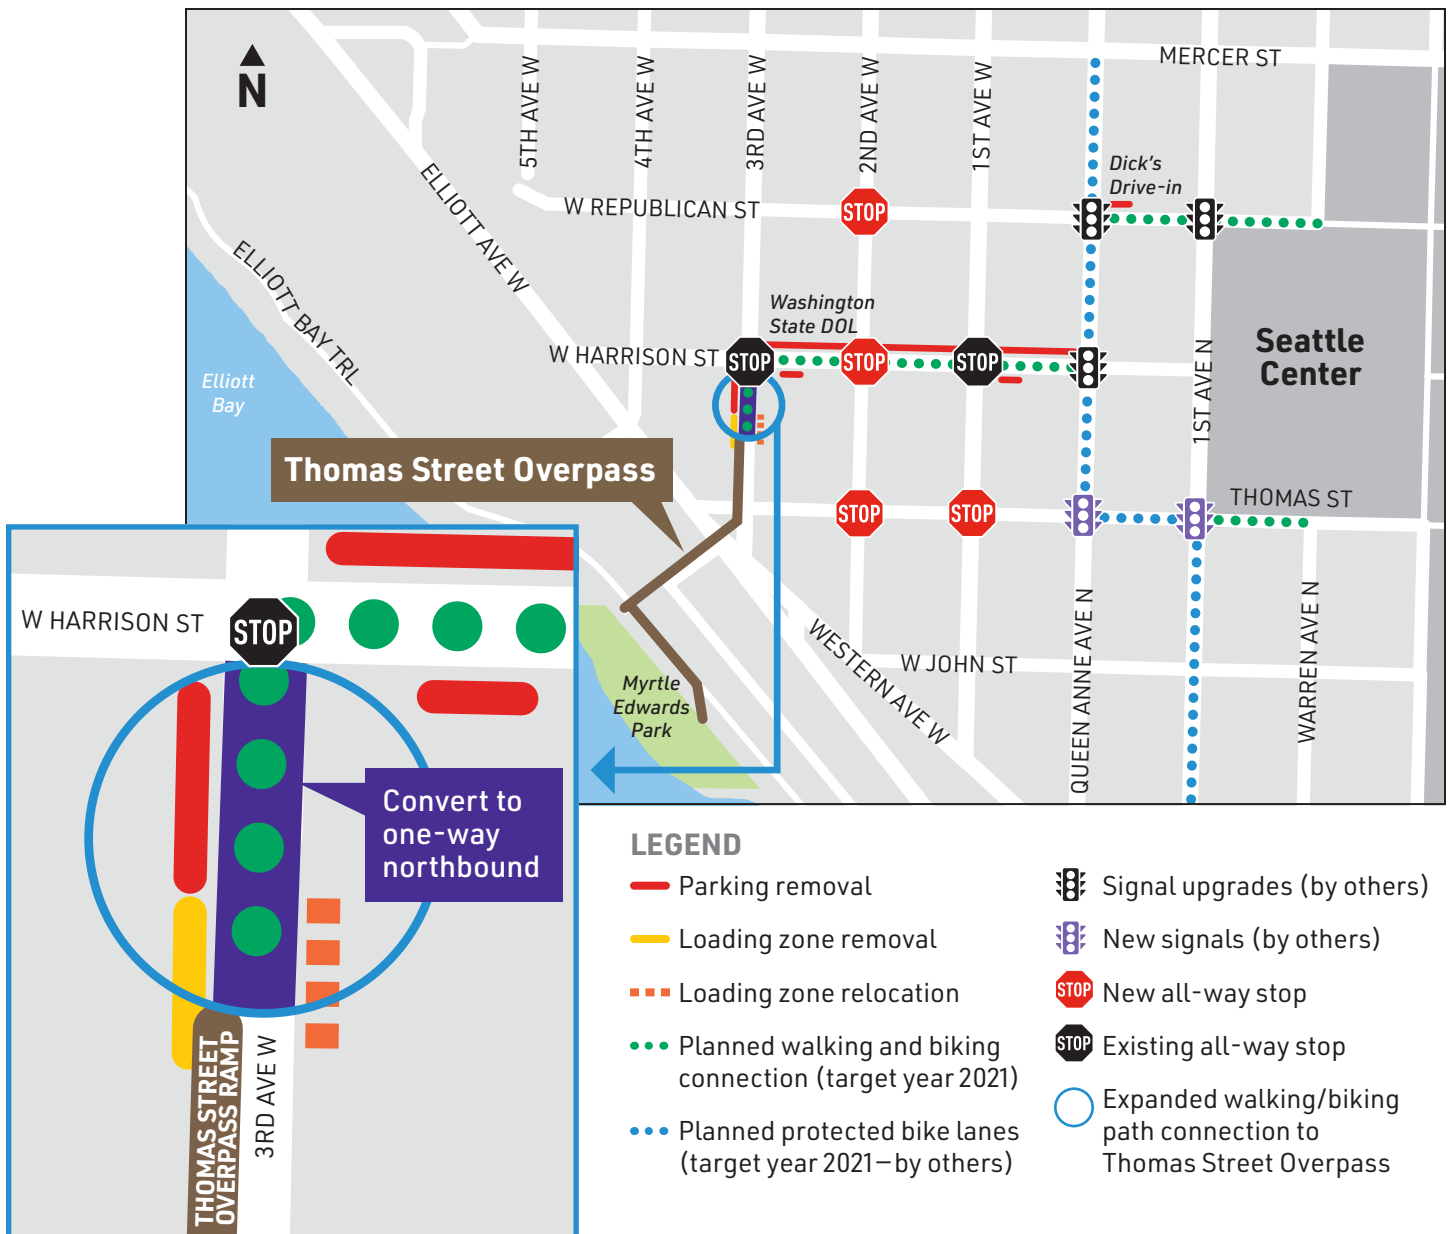 N
MERCER ST
5TH AVE W
4TH AVE W
3RD AVE W
2ND AVE W
1ST AVE W
Dick's
Drive-in
ELLIOTT AVE W
W REPUBLICAN ST
STOP
ELLIOTT BAY TRL
Washington
State DOL
W HARRISON ST
STOP
STOP
STOP
Seattle
Center
1ST AVE N
Elliott
Bay
Thomas Street Overpass
STOP
STOP
THOMAS ST
W JOHN ST
WESTERN AVE W
QUEEN ANNE AVE N
WARREN AVE N
Myrtle
Edwards
Park
W HARRISON ST
STOP
Convert to
one-way
northbound
THOMAS STREET
OVERPASS RAMP
3RD AVE W
LEGEND
Parking removal
Loading zone removal
Loading zone relocation
Planned walking and biking
connection (target year 2021)
Planned protected bike lanes
(target year 2021—by others)
Signal upgrades (by others)
New signals (by others)
STOP New all-way stop
STOP Existing all-way stop
Expanded walking/biking
path connection to
Thomas Street Overpass